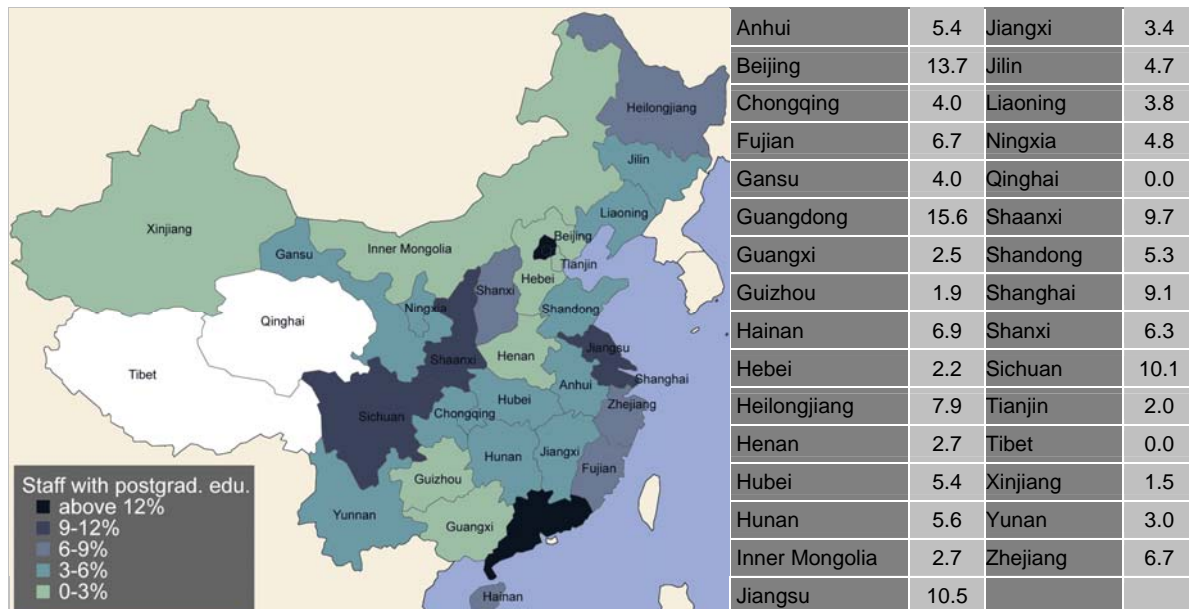 Heilongjiang
Jilin
Xinjiang
Liaoning
Gansu
Inner Mongolia
Beijing
Tianjin
Hebei
Shanxi
Ningxia
Shandong
Qinghai
Shaanxi
Henan
Jiangsu
Tibet
Anhui
Shanghai
Sichuan
Chongqing
Hubei
Zhejiang
Hunan
Jiangxi
Guizhou
Fujian
Yunnan
Guangxi
Hainan
Staff with postgrad. edu.
above 12%
9-12%
6-9%
3-6%
0-3%
Anhui 5.4 Jiangxi 3.4
Beijing 13.7 Jilin 4.7
Chongqing 4.0 Liaoning 3.8
Fujian 6.7 Ningxia 4.8
Gansu 4.0 Qinghai 0.0
Guangdong 15.6 Shaanxi 9.7
Guangxi 2.5 Shandong 5.3
Guizhou 1.9 Shanghai 9.1
Hainan 6.9 Shanxi 6.3
Hebei 2.2 Sichuan 10.1
Heilongjiang 7.9 Tianjin 2.0
Henan 2.7 Tibet 0.0
Hubei 5.4 Xinjiang 1.5
Hunan 5.6 Yunan 3.0
Inner Mongolia 2.7 Zhejiang 6.7
Jiangsu 10.5